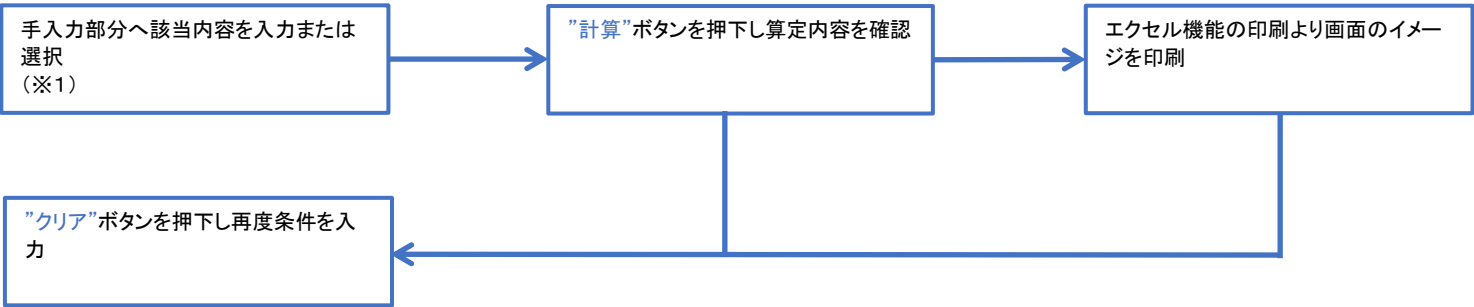 手入力部分へ該当内容を入力または
選択
（※１）
”計算”ボタンを押下し算定内容を確認
エクセル機能の印刷より画面のイメー
ジを印刷
”クリア”ボタンを押下し再度条件を入
力